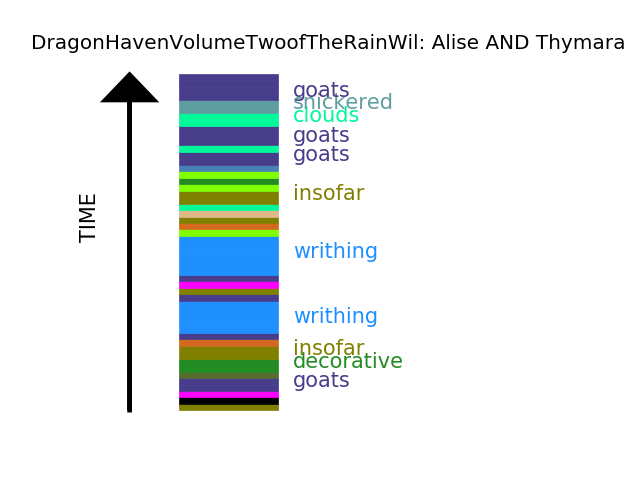 DragonHavenVolumeTwoofTheRainWil: Alise AND Thymara
goats
snickered
clouds
goats
goats
insofar
writhing
writhing
insofar
decorative
goats
TIME